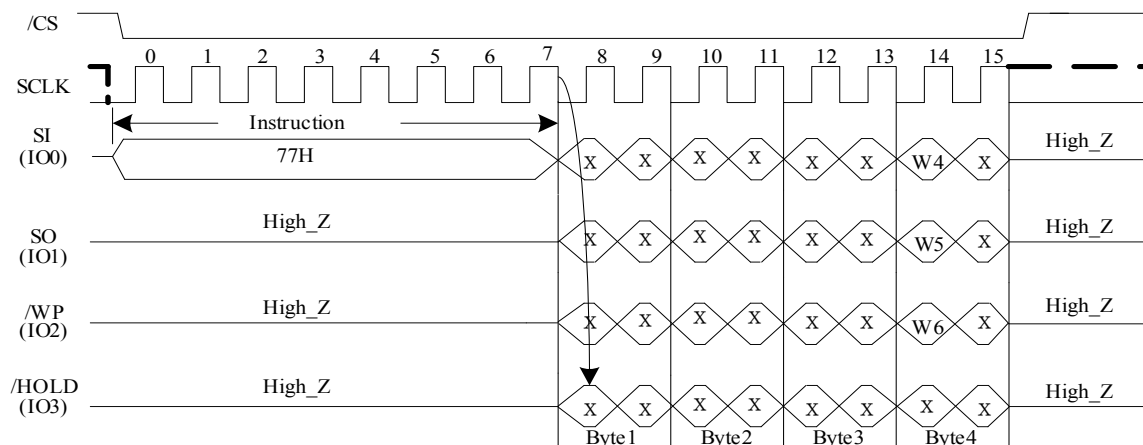 /CS
0 1 2 3 4 5 6 7 8 9 10 11 12 13 14 15
SCLK
Instruction
SI
(IO0)
77H
X X X X X X W4 X
High_Z
SO
(IO1)
High_Z
X X X X X X W5 X
High_Z
/WP
(IO2)
High_Z
X X X X X X W6 X
High_Z
/HOLD
(IO3)
High_Z
X X X X X X X X
High_Z
Byte1 Byte2 Byte3 Byte4